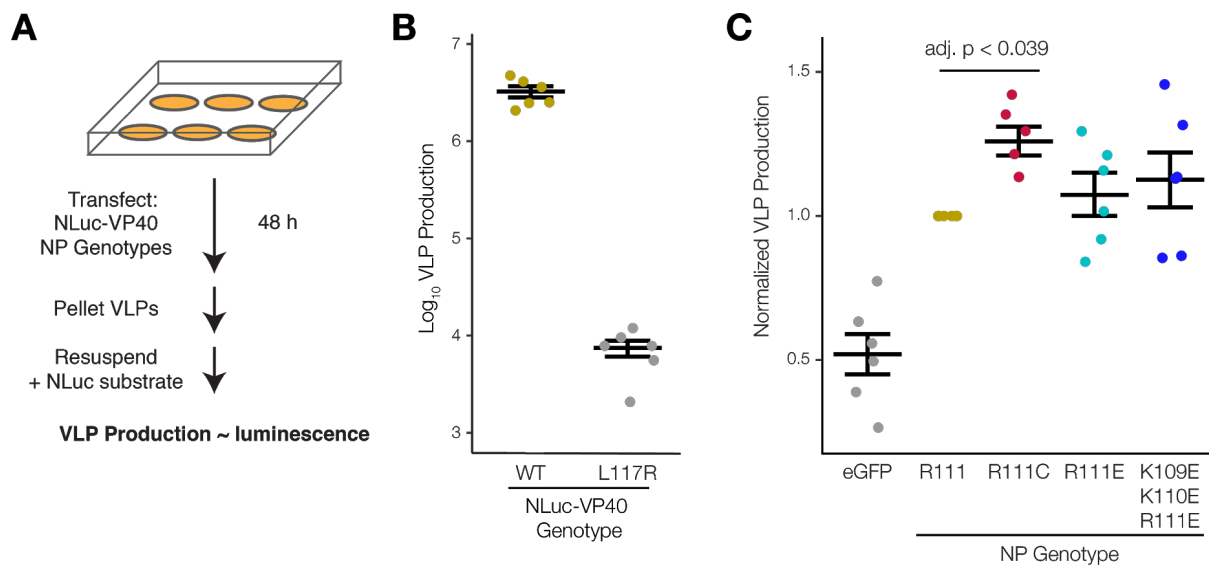 A
Transfect:
NLuc-VP40
NP Genotypes
48 h
Pellet VLPs
Resuspend
+ NLuc substrate
VLP Production ~ luminescence
B
Log10 VLP Production
7
6
5
4
3
WT L117R
NLuc-VP40
Genotype
C
adj. p < 0.039
Normalized VLP Production
1.5
1.0
0.5
eGFP R111 R111C R111E K109E
K110E
R111E
NP Genotype